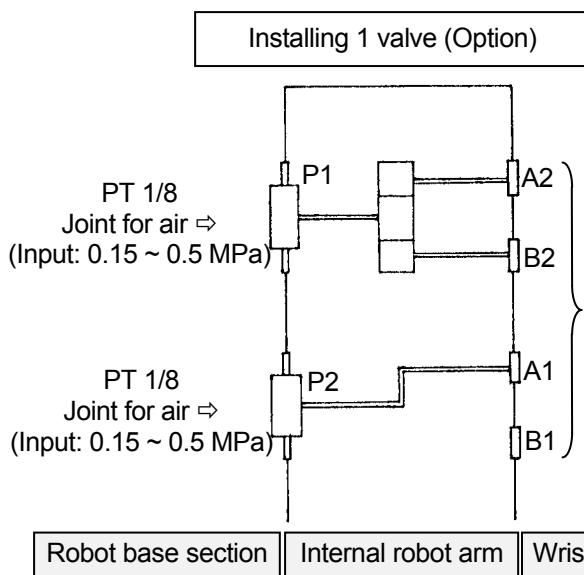 Installing 1 valve (Option)
P1
A2
PT 1/8
Joint for air ⇨
(Input: 0.15 ~ 0.5 MPa)
B2
A1
PT 1/8
P2
Joint for air ⇨
(Input: 0.15 ~ 0.5 MPa)
B1
Robot base section
Internal robot arm
Wris